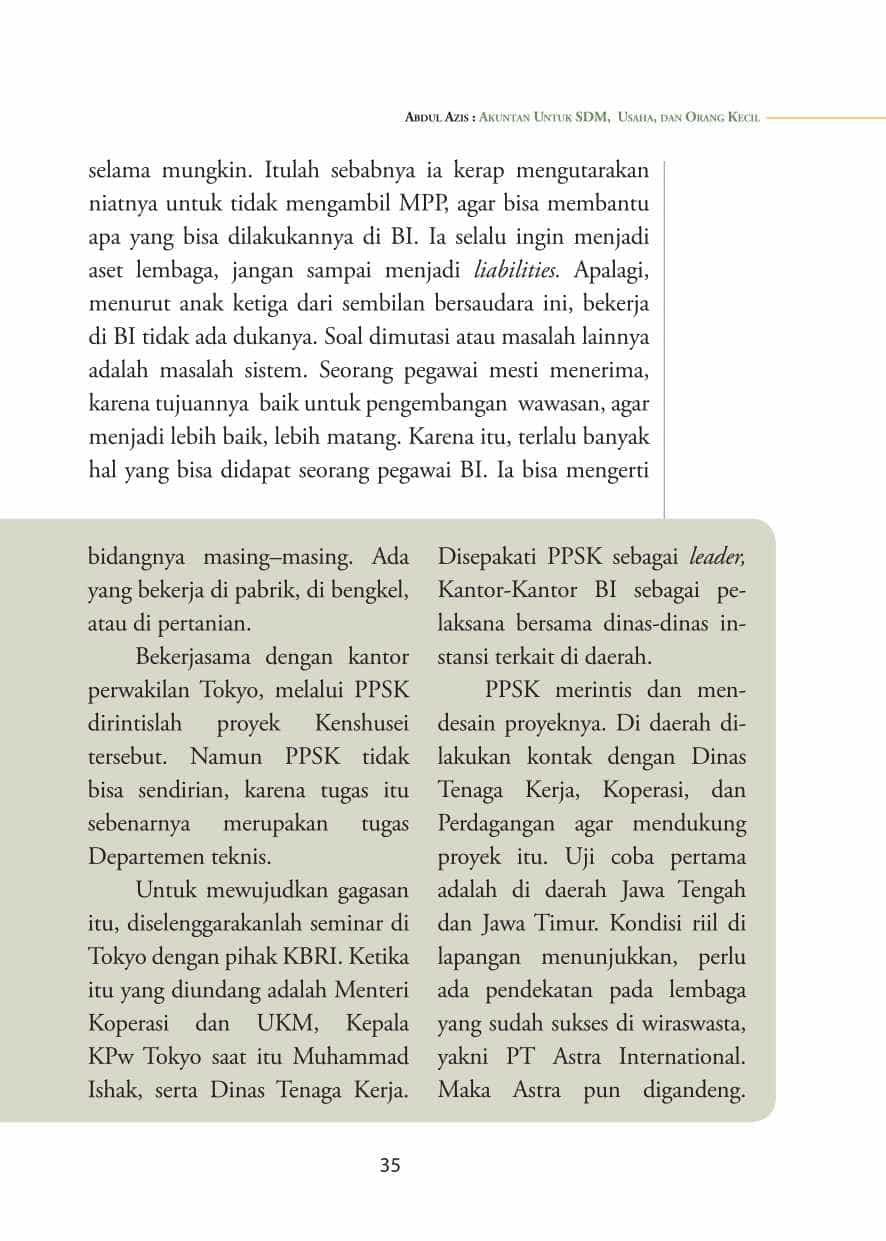 Abdul Azis : Akuntan Untuk SDM, Usaha, dan Orang Kecil
selama mungkin. Itulah sebabnya ia kerap mengutarakan
niatnya untuk tidak mengambil MPP, agar bisa membantu
apa yang bisa dilakukannya di BI. Ia selalu ingin menjadi
aset lembaga, jangan sampai menjadi liabilities. Apalagi,
menurut anak ketiga dari sembilan bersaudara ini, bekerja
di BI tidak ada dukanya. Soal dimutasi atau masalah lainnya
adalah masalah sistem. Seorang pegawai mesti menerima,
karena tujuannya baik untuk pengembangan wawasan, agar
menjadi lebih baik, lebih matang. Karena itu, terlalu banyak
hal yang bisa didapat seorang pegawai BI. Ia bisa mengerti
bidangnya masing–masing. Ada
yang bekerja di pabrik, di bengkel,
atau di pertanian.
Bekerjasama dengan kantor
perwakilan Tokyo, melalui PPSK
dirintislah proyek Kenshusei
tersebut. Namun PPSK tidak
bisa sendirian, karena tugas itu
sebenarnya merupakan tugas
Departemen teknis.
Untuk mewujudkan gagasan
itu, diselenggarakanlah seminar di
Tokyo dengan pihak KBRI. Ketika
itu yang diundang adalah Menteri
Koperasi dan UKM, Kepala
KPw Tokyo saat itu Muhammad
Ishak, serta Dinas Tenaga Kerja.
Disepakati PPSK sebagai leader,
Kantor-Kantor BI sebagai pe-
laksana bersama dinas-dinas in-
stansi terkait di daerah.
PPSK merintis dan men-
desain proyeknya. Di daerah di-
lakukan kontak dengan Dinas
Tenaga Kerja, Koperasi, dan
Perdagangan agar mendukung
proyek itu. Uji coba pertama
adalah di daerah Jawa Tengah
dan Jawa Timur. Kondisi riil di
lapangan menunjukkan, perlu
ada pendekatan pada lembaga
yang sudah sukses di wiraswasta,
yakni PT Astra International.
Maka Astra pun digandeng.
35